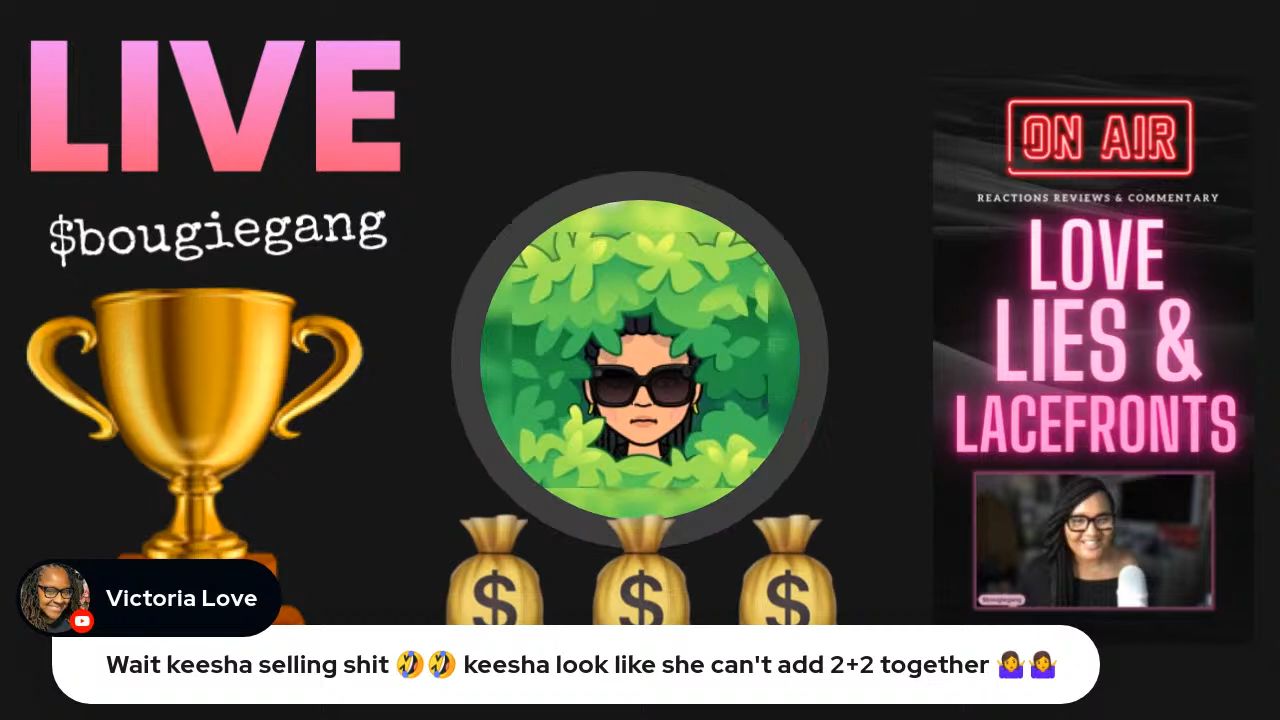 LIVE
$bougiegang
ON AIR
REACTIONS REVIEWS & COMMENTARY
LOVE
LIES &
LACEFRONTS
$
$
$
Victoria Love
Wait keesha selling shit 🤣🤣 keesha look like she can't add 2+2 together 🤷‍♀️🤷‍♀️